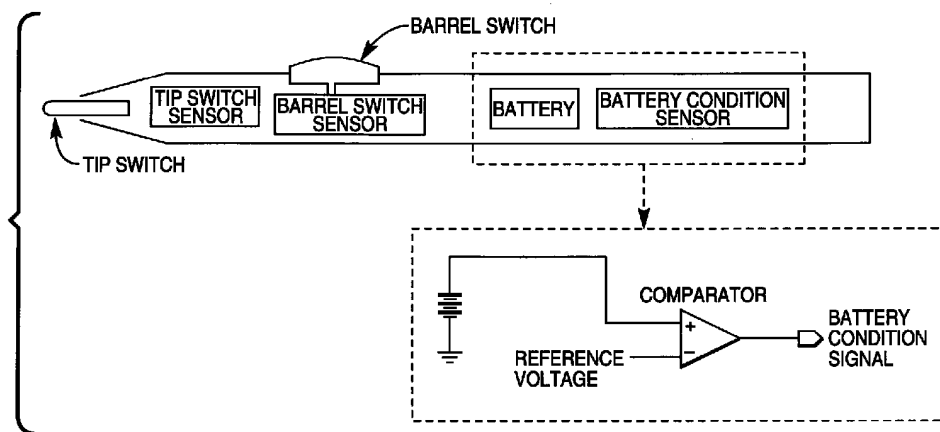 BARREL SWITCH
TIP SWITCH
SENSOR
BARREL SWITCH
SENSOR
BATTERY
BATTERY CONDITION
SENSOR
TIP SWITCH
COMPARATOR
+
−
REFERENCE
VOLTAGE
BATTERY
CONDITION
SIGNAL